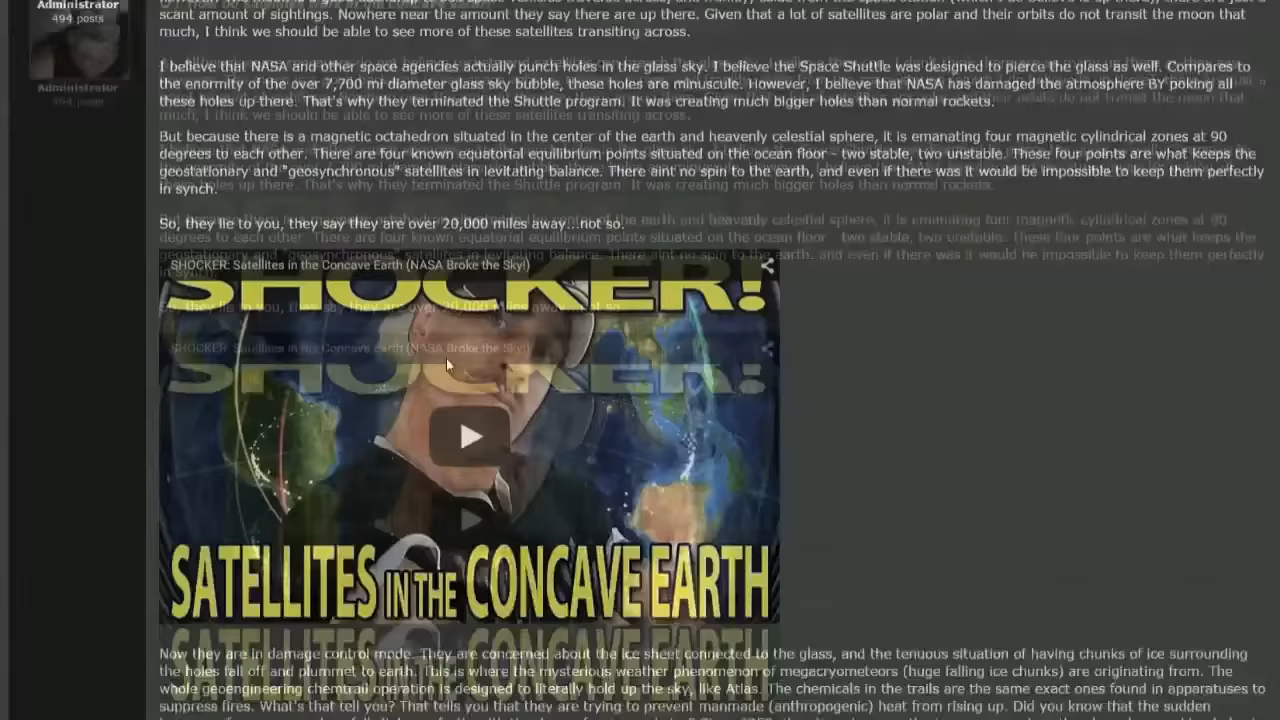 Administrator
494 posts
scant amount of sightings. Nowhere near the amount they say there are up there. Given that a lot of satellites are polar and their orbits do not transit the moon that
much, I think we should be able to see more of these satellites transiting across.
I believe that NASA and other space agencies actually punch holes in the glass sky. I believe the Space Shuttle was designed to pierce the glass as well. Compares to
the enormity of the over 7,700 mi diameter glass sky bubble, these holes are minuscule. However, I believe that NASA has damaged the atmosphere BY poking all
these holes up there. That's why they terminated the Shuttle program. It was creating much bigger holes than normal rockets.
But because there is a magnetic octahedron situated in the center of the earth and heavenly celestial sphere, it is emanating four magnetic cylindrical zones at 90
degrees to each other. There are four known equatorial equilibrium points situated on the ocean floor - two stable, two unstable. These four points are what keeps the
geostationary and "geosynchronous" satellites in levitating balance. There aint no spin to the earth, and even if there was it would be impossible to keep them perfectly
in synch.
So, they lie to you, they say they are over 20,000 miles away...not so.
SHOCKER: Satellites in the Concave Earth (NASA Broke the Sky!)
SHOCKER!
SATELLITES IN THE CONCAVE EARTH
Now they are in damage control mode. They are concerned about the ice sheet connected to the glass, and the tenuous situation of having chunks of ice surrounding
the holes fall off and plummet to earth. This is where the mysterious weather phenomenon of megacryometeors (huge falling ice chunks) are originating from. The
whole geoengineering chemtrail operation is designed to literally hold up the sky, like Atlas. The chemicals in the trails are the same exact ones found in apparatuses to
suppress fires. What's that tell you? That tells you that they are trying to prevent manmade (anthropogenic) heat from rising up. Did you know that the sudden